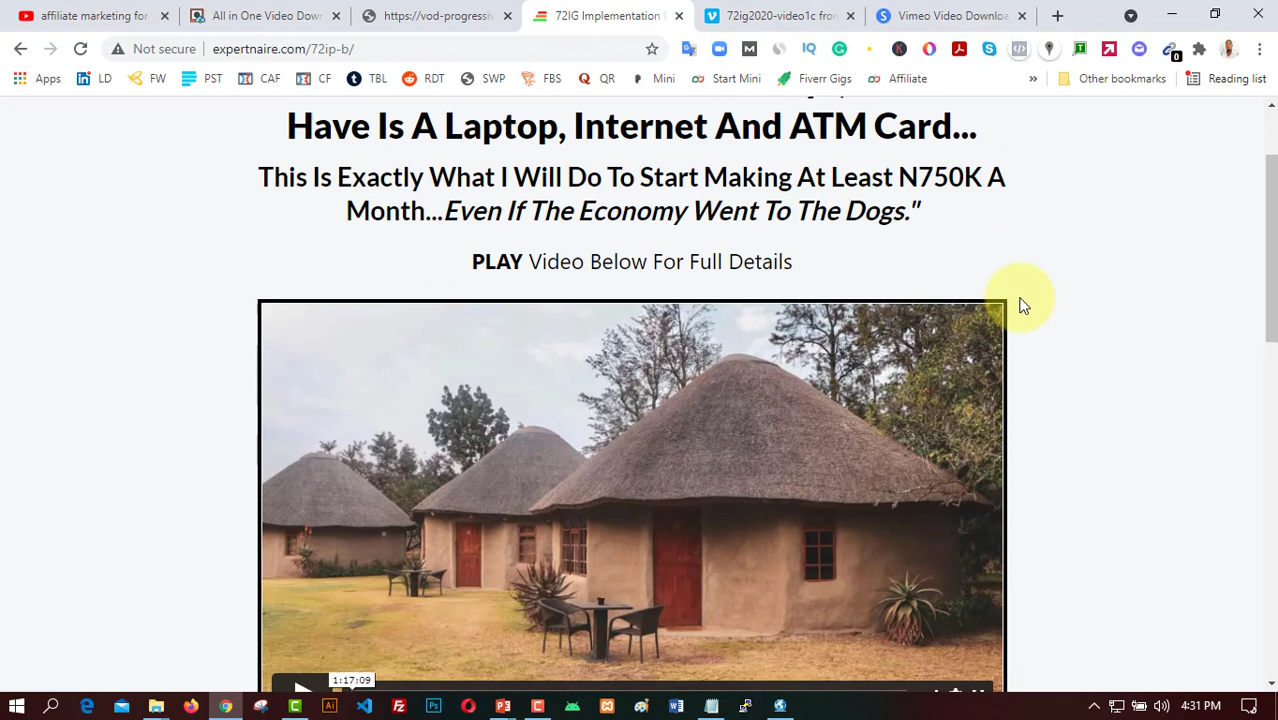 affiliate marketing for
All in One Video Down
https://vod-progressiv
72IG Implementation P
72ig2020-video1c from
Vimeo Video Downloa
Not secure
expertnaire.com/72ip-b/
0
Apps
LD
FW
PST
CAF
CF
TBL
RDT
SWP
FBS
QR
Mini
Start Mini
Fiverr Gigs
Affiliate
»
Other bookmarks
Reading list
Have Is A Laptop, Internet And ATM Card...
This Is Exactly What I Will Do To Start Making At Least N750K A
Month...Even If The Economy Went To The Dogs."
PLAY Video Below For Full Details
1:17:09
4:31 PM